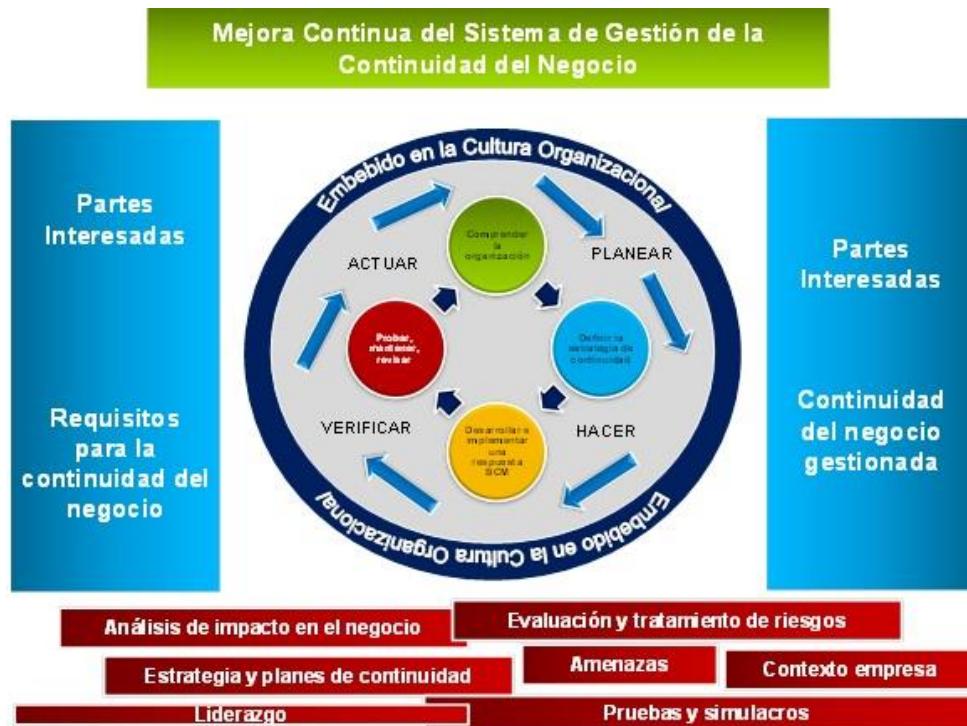 Mejora Continua del Sistema de Gestión de la
Continuidad del Negocio
Partes
Interesadas
Requisitos
para la
continuidad del
negocio
Embebido en la Cultura Organizacional
ACTUAR
PLANEAR
VERIFICAR
HACER
Comprender
la
organización
Definir la
estrategia de
continuidad
Desarrollar e
implementar
una
respuesta
Probar,
mantener,
revisar
Embebido en la Cultura Organizacional
Partes
Interesadas
Continuidad
del negocio
gestionada
Análisis de impacto en el negocio
Evaluación y tratamiento de riesgos
Estrategia y planes de continuidad
Amenazas
Contexto empresa
Liderazgo
Pruebas y simulacros